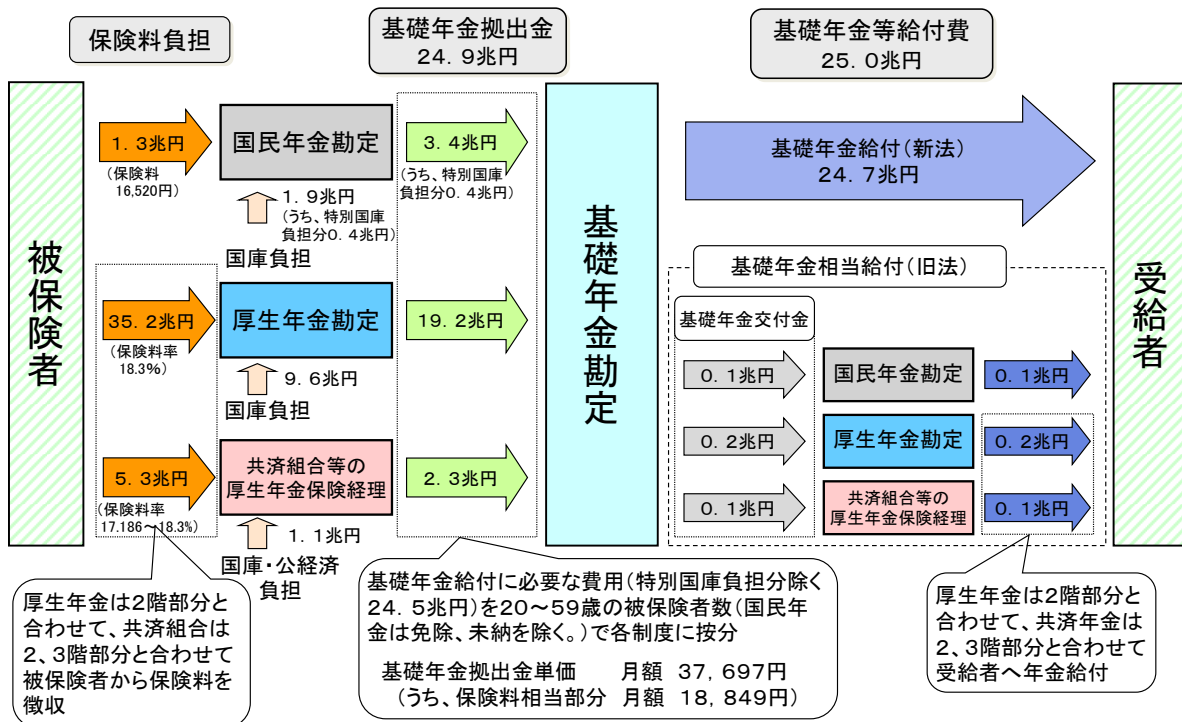 保険料負担
基礎年金拠出金
24.9兆円
基礎年金等給付費
25.0兆円
被保険者
1.3兆円
(保険料
16,520円)
国民年金勘定
1.9兆円
(うち、特別国庫
負担分0.4兆円)
国庫負担
3.4兆円
(うち、特別国庫
負担分0.4兆円)
35.2兆円
(保険料率
18.3%)
厚生年金勘定
9.6兆円
国庫負担
19.2兆円
5.3兆円
(保険料率
17.186~18.3%)
共済組合等の
厚生年金保険経理
1.1兆円
国庫・公経済
負担
2.3兆円
基礎年金勘定
基礎年金給付(新法)
24.7兆円
基礎年金相当給付(旧法)
基礎年金交付金
0.1兆円
国民年金勘定
0.1兆円
0.2兆円
厚生年金勘定
0.2兆円
0.1兆円
共済組合等の
厚生年金保険経理
0.1兆円
受給者
厚生年金は2階部分と
合わせて、共済組合は
2、3階部分と合わせて
被保険者から保険料を
徴収
基礎年金給付に必要な費用(特別国庫負担分除く
24.5兆円)を20~59歳の被保険者数(国民年
金は免除、未納を除く。)で各制度に按分
基礎年金拠出金単価 月額 37,697円
(うち、保険料相当部分 月額 18,849円)
厚生年金は2階部分と
合わせて、共済年金は
2、3階部分と合わせて
受給者へ年金給付